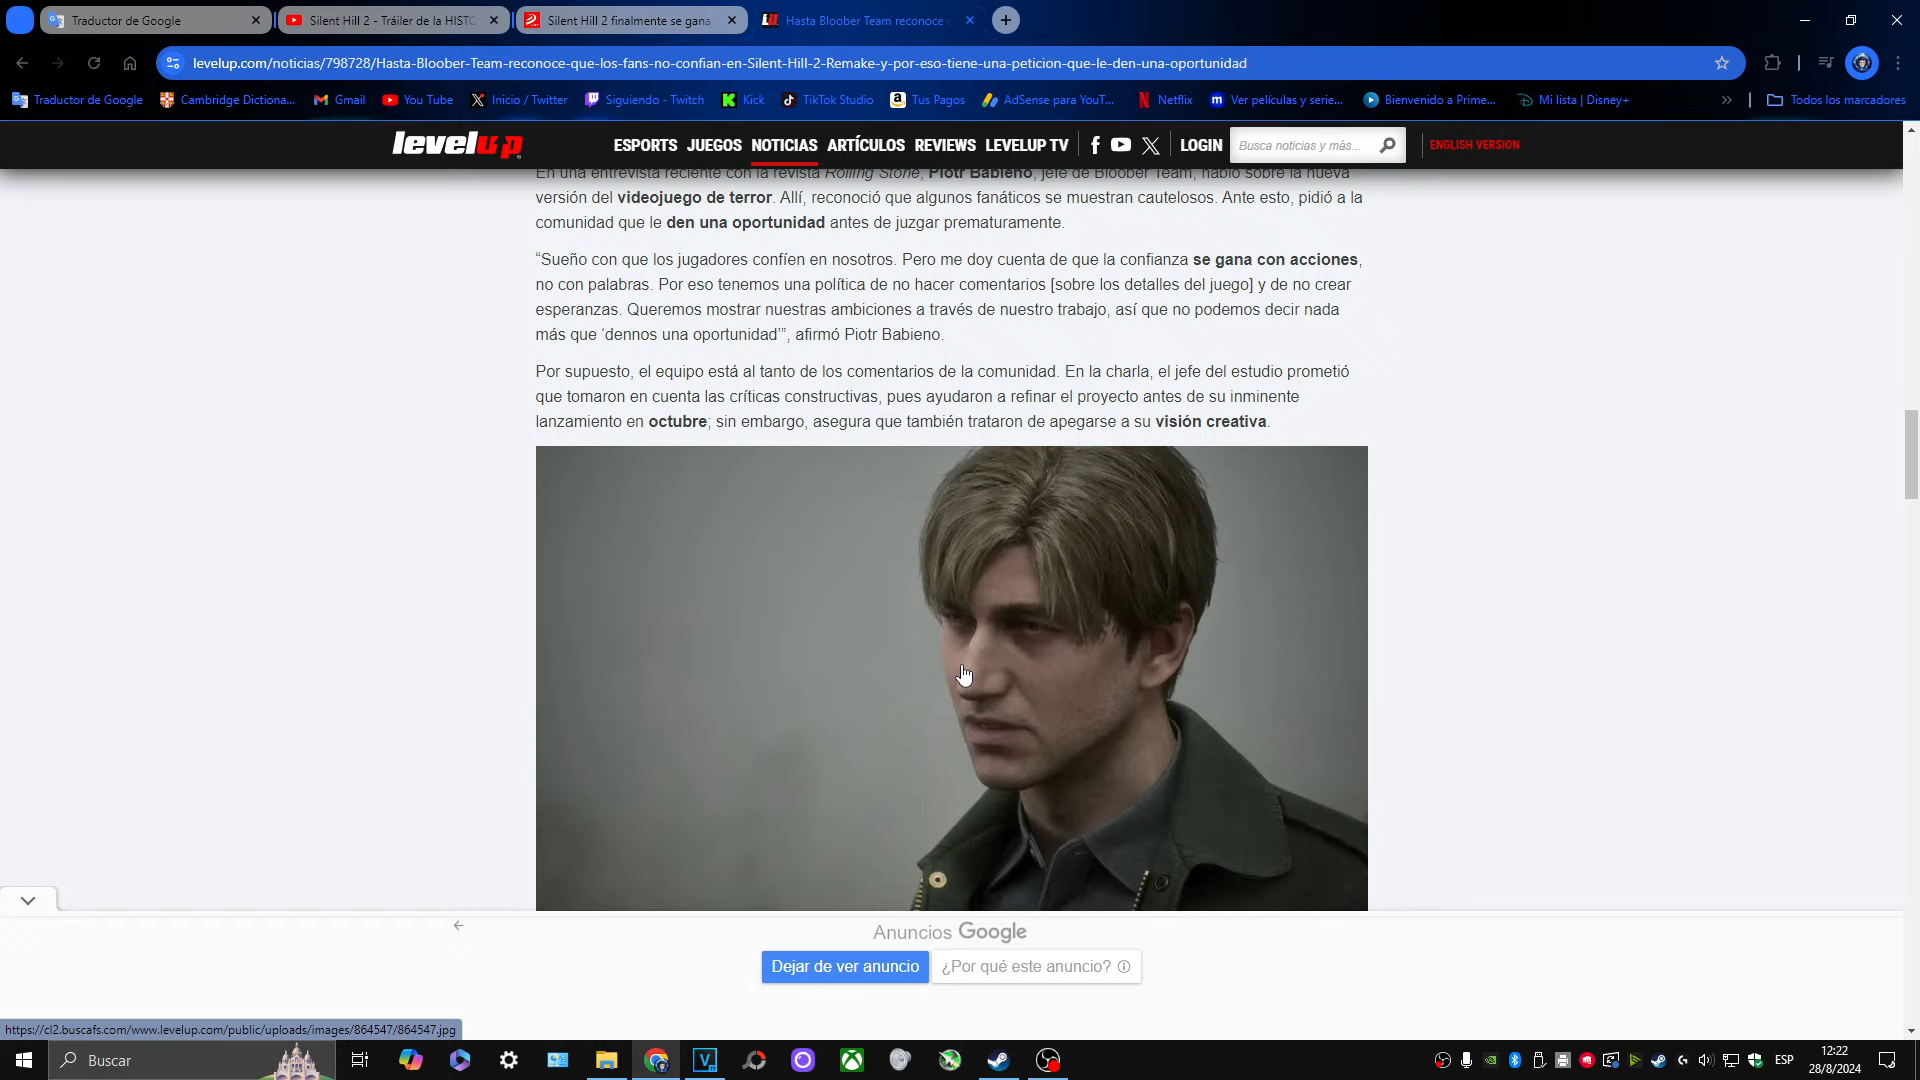 Traductor de Google
Silent Hill 2 - Tráiler de la HISTO
Silent Hill 2 finalmente se gana
Hasta Bloober Team reconoce
levelup.com/noticias/798728/Hasta-Bloober-Team-reconoce-que-los-fans-no-confian-en-Silent-Hill-2-Remake-y-por-eso-tiene-una-peticion-que-le-den-una-oportunidad
Traductor de Google
Cambridge Dictiona...
Gmail
You Tube
Inicio / Twitter
Siguiendo - Twitch
Kick
TikTok Studio
Tus Pagos
AdSense para YouT...
Netflix
Ver películas y serie...
Bienvenido a Prime...
Mi lista | Disney+
Todos los marcadores
levelup
ESPORTS JUEGOS NOTICIAS ARTÍCULOS REVIEWS LEVELUP TV
LOGIN
Busca noticias y más...
ENGLISH VERSION
En una entrevista reciente con la revista Rolling Stone, Piotr Babieno, jefe de Bloober Team, habló sobre la nueva
versión del videojuego de terror. Allí, reconoció que algunos fanáticos se muestran cautelosos. Ante esto, pidió a la
comunidad que le den una oportunidad antes de juzgar prematuramente.
“Sueño con que los jugadores confíen en nosotros. Pero me doy cuenta de que la confianza se gana con acciones,
no con palabras. Por eso tenemos una política de no hacer comentarios [sobre los detalles del juego] y de no crear
esperanzas. Queremos mostrar nuestras ambiciones a través de nuestro trabajo, así que no podemos decir nada
más que ‘dennos una oportunidad’”, afirmó Piotr Babieno.
Por supuesto, el equipo está al tanto de los comentarios de la comunidad. En la charla, el jefe del estudio prometió
que tomaron en cuenta las críticas constructivas, pues ayudaron a refinar el proyecto antes de su inminente
lanzamiento en octubre; sin embargo, asegura que también trataron de apegarse a su visión creativa.
Anuncios Google
Dejar de ver anuncio
¿Por qué este anuncio?
https://cl2.buscafs.com/www.levelup.com/public/uploads/images/864547/864547.jpg
Buscar
ESP
12:22
28/8/2024